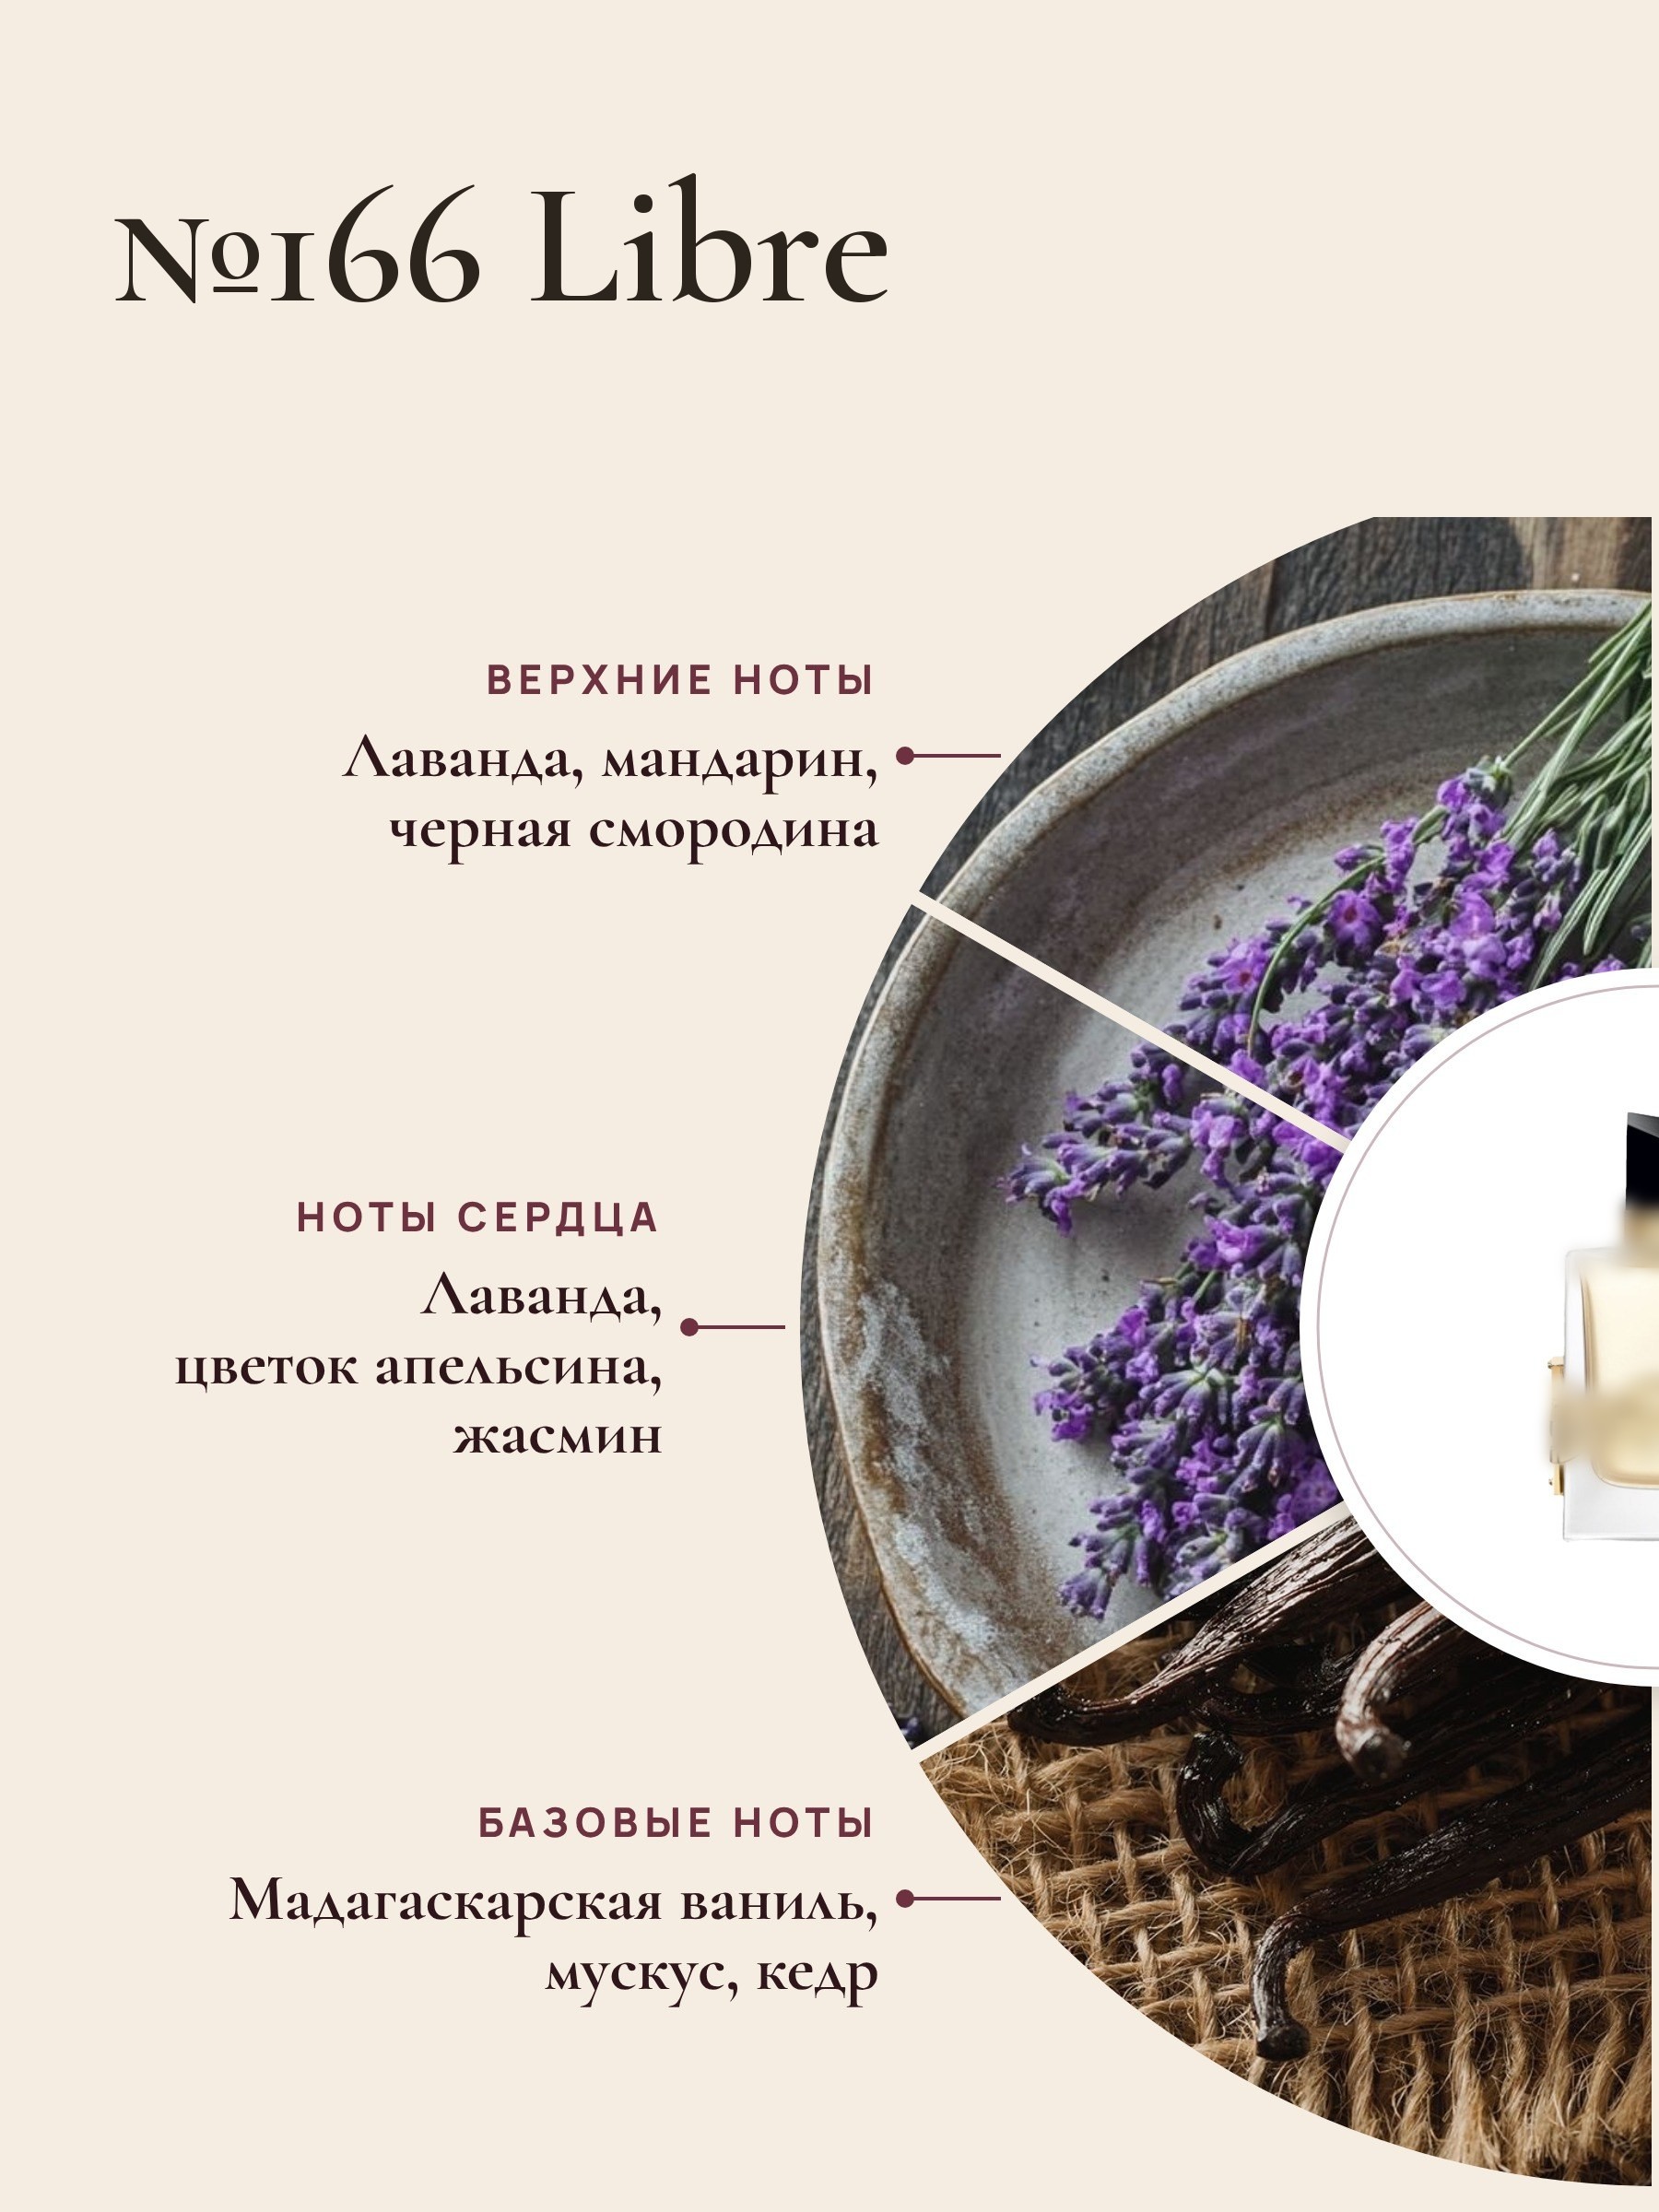 №166 Libre
ВЕРХНИЕ НОТЫ
Лаванда, мандарин,
черная смородина
НОТЫ СЕРДЦА
Лаванда,
цветок апельсина,
жасмин
БАЗОВЫЕ НОТЫ
Мадагаскарская ваниль,
мускус, кедр